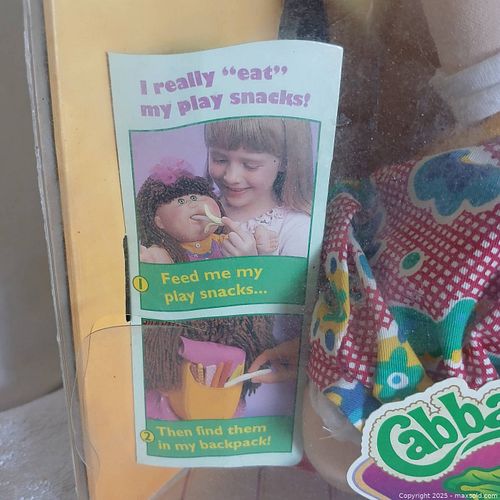 I really "eat"
my play snacks!
1 Feed me my
play snacks...
2 Then find them
in my backpack!
Cabba
Copyright 2025 - maxsold.com